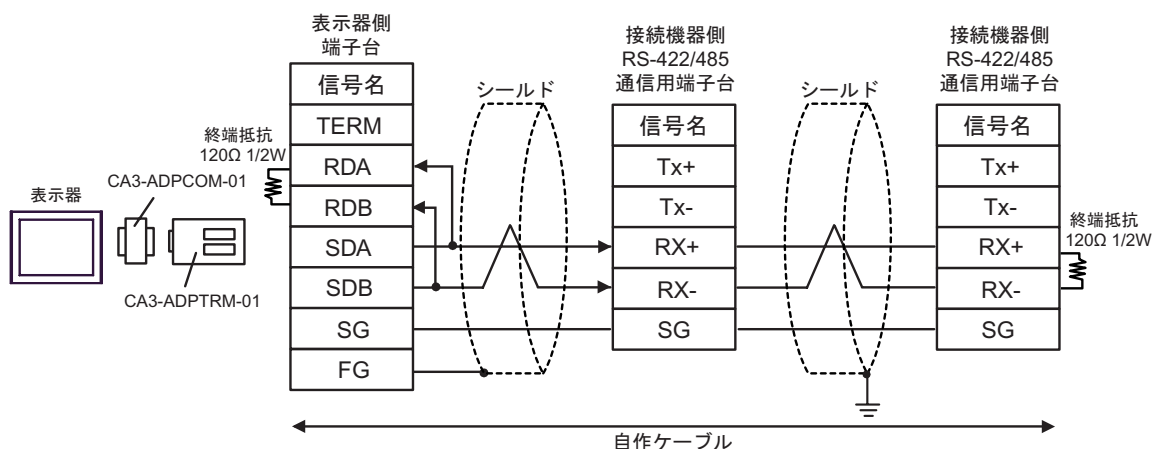 表示器
CA3-ADPCOM-01
CA3-ADPTRM-01
終端抵抗
120Ω 1/2W
表示器側
端子台
信号名
TERM
RDA
RDB
SDA
SDB
SG
FG
シールド
接続機器側
RS-422/485
通信用端子台
信号名
Tx+
Tx-
RX+
RX-
SG
シールド
接続機器側
RS-422/485
通信用端子台
信号名
Tx+
Tx-
RX+
RX-
SG
終端抵抗
120Ω 1/2W
自作ケーブル